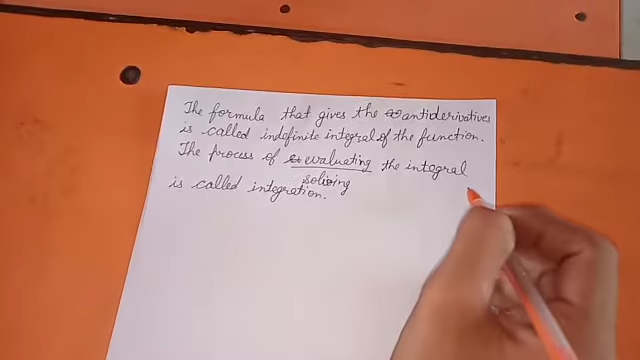 The formula that gives the antiderivatives
is called indefinite integral of the function.
The process of evaluating the integral
solving
is called integration.